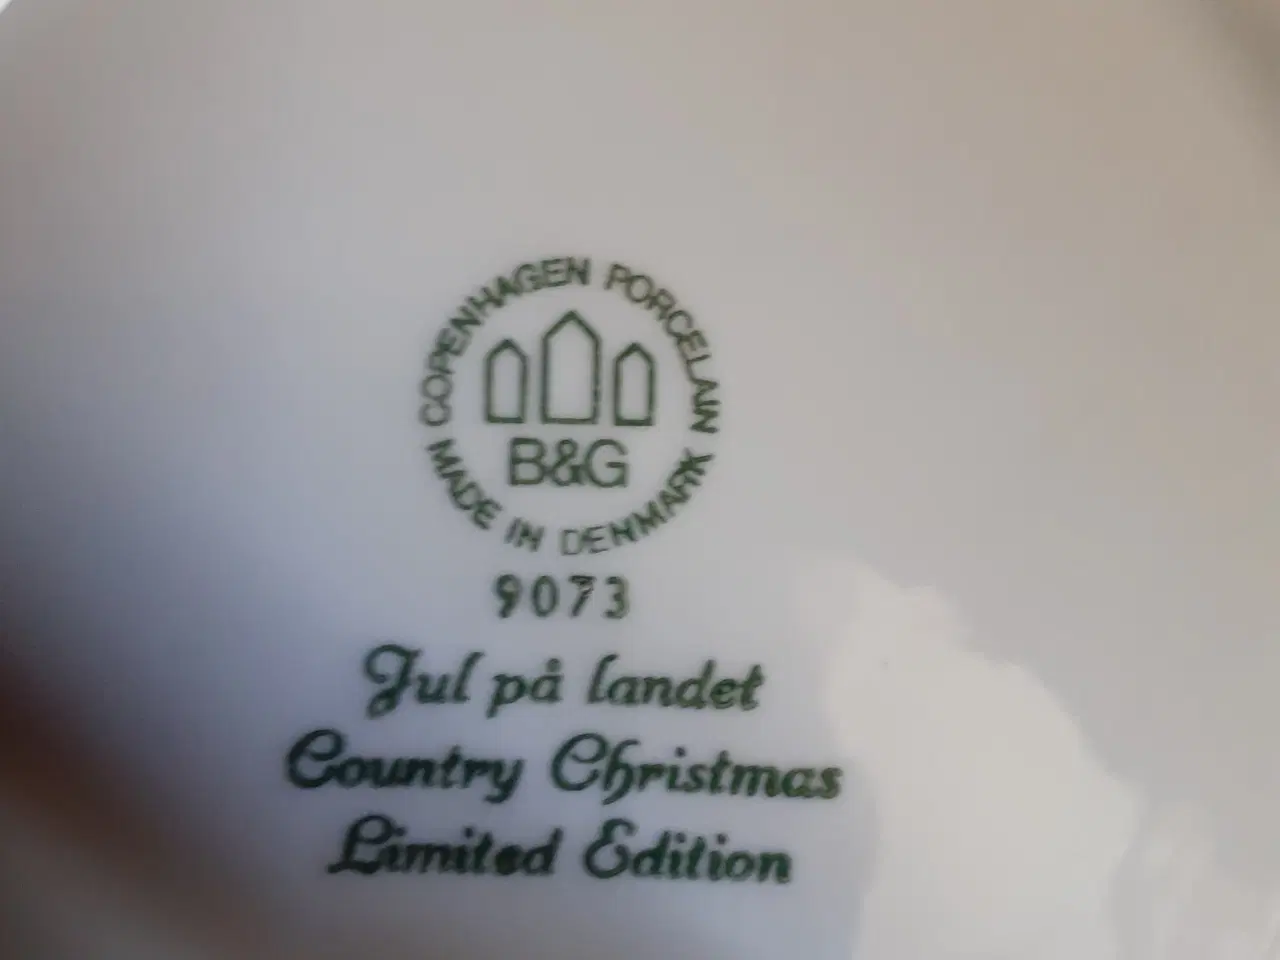 COPENHAGEN PORCELAIN
B&G
MADE IN DENMARK
9073
Jul på landet
Country Christmas
Limited Edition